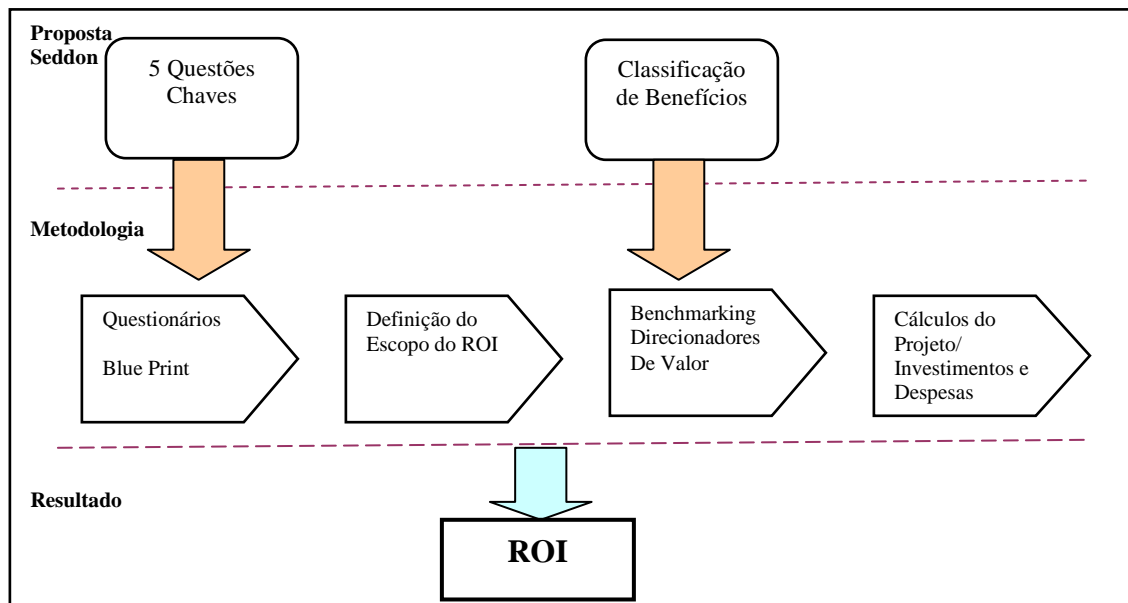 Proposta
Seddon
5 Questões
Chaves
Classificação
de Benefícios
Metodologia
Questionários
Blue Print
Definição do
Escopo do ROI
Benchmarking
Direcionadores
De Valor
Cálculos do
Projeto/
Investimentos e
Despesas
Resultado
ROI